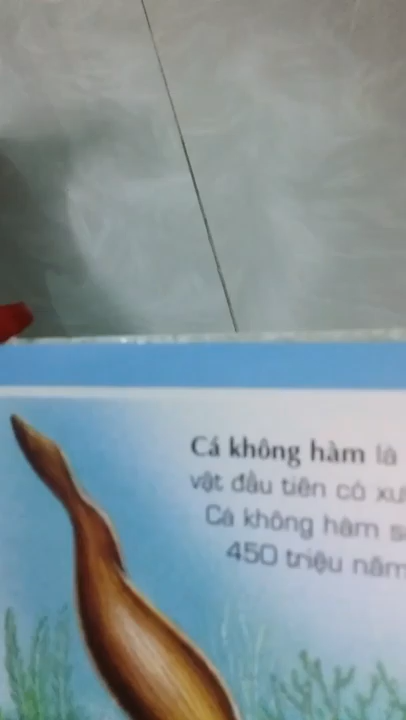 Cá không hàm là
vật đầu tiên có
Cá không hàm
450 triệu năm